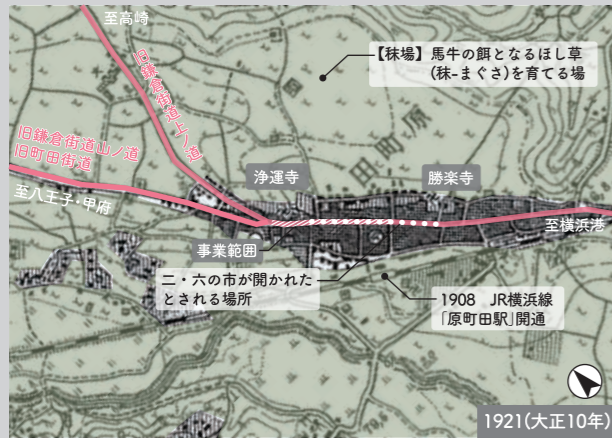 至高崎
【秣場】馬牛の餌となるほし草
(秣-まぐさ)を育てる場
旧鎌倉街道上ノ道
原町田
旧鎌倉街道山ノ道
旧町田街道
至八王子・甲府
浄運寺
勝楽寺
至横浜港
事業範囲
二・六の市が開かれた
とされる場所
1908 JR横浜線
「原町田駅」開通
1921(大正10年)